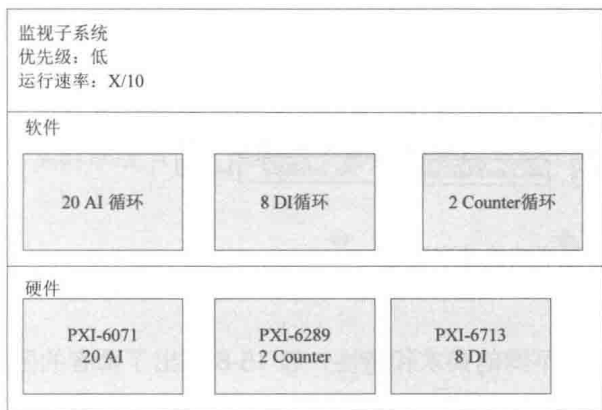 监视子系统
优先级：低
运行速率：X/10
软件
20 AI 循环
8 DI循环
2 Counter循环
硬件
PXI-6071
20 AI
PXI-6289
2 Counter
PXI-6713
8 DI